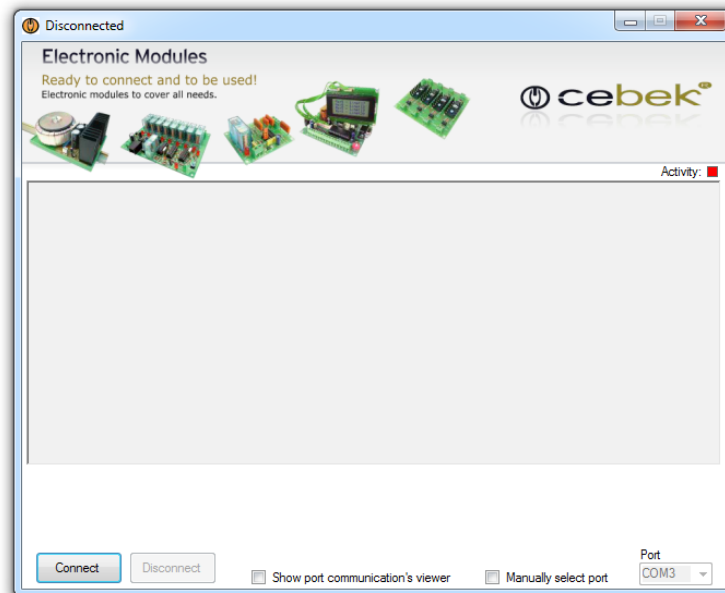 Disconnected
Electronic Modules
Ready to connect and to be used!
Electronic modules to cover all needs.
cebek
Activity:
Connect
Disconnect
Show port communication's viewer
Manually select port
Port
COM3